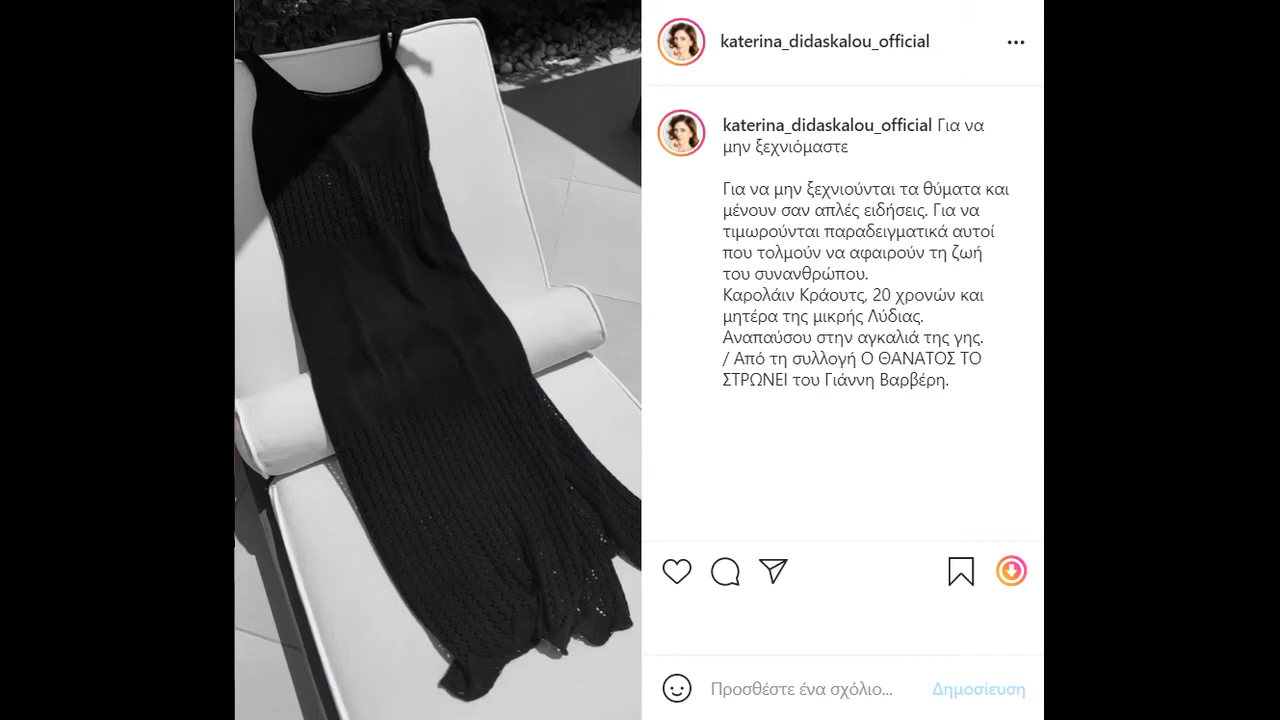 katerina_didaskalou_official
katerina_didaskalou_official Για να
μην ξεχνιόμαστε
Για να μην ξεχνιούνται τα θύματα και
μένουν σαν απλές ειδήσεις. Για να
τιμωρούνται παραδειγματικά αυτοί
που τολμούν να αφαιρούν τη ζωή
του συνανθρώπου.
Καρολάιν Κράουτς, 20 χρονών και
μητέρα της μικρής Λύδιας.
Αναπαύσου στην αγκαλιά της γης.
/ Από τη συλλογή Ο ΘΑΝΑΤΟΣ ΤΟ
ΣΤΡΩΝΕΙ του Γιάννη Βαρβέρη.
Προσθέστε ένα σχόλιο... Δημοσίευση